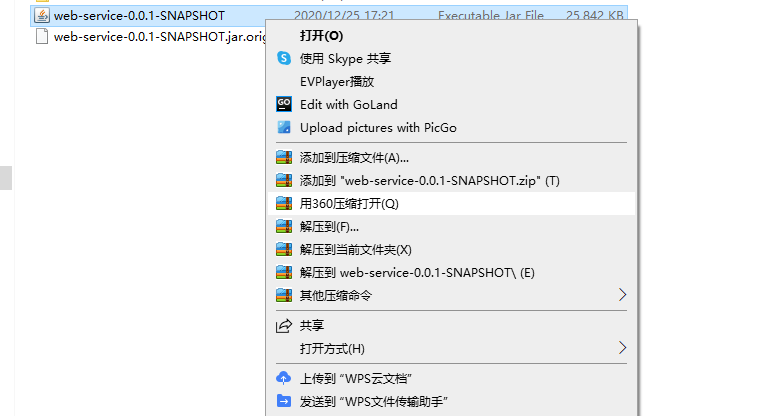 web-service-0.0.1-SNAPSHOT 2020/12/25 17:21 Executable Jar File 25,842 KB
web-service-0.0.1-SNAPSHOT.jar.orig
打开(O)
使用 Skype 共享
EVPlayer播放
Edit with GoLand
Upload pictures with PicGo
添加到压缩文件(A)...
添加到 "web-service-0.0.1-SNAPSHOT.zip" (T)
用360压缩打开(Q)
解压到(F)...
解压到当前文件夹(X)
解压到 web-service-0.0.1-SNAPSHOT\ (E)
其他压缩命令
共享
打开方式(H)
上传到 “WPS云文档”
发送到 “WPS文件传输助手”